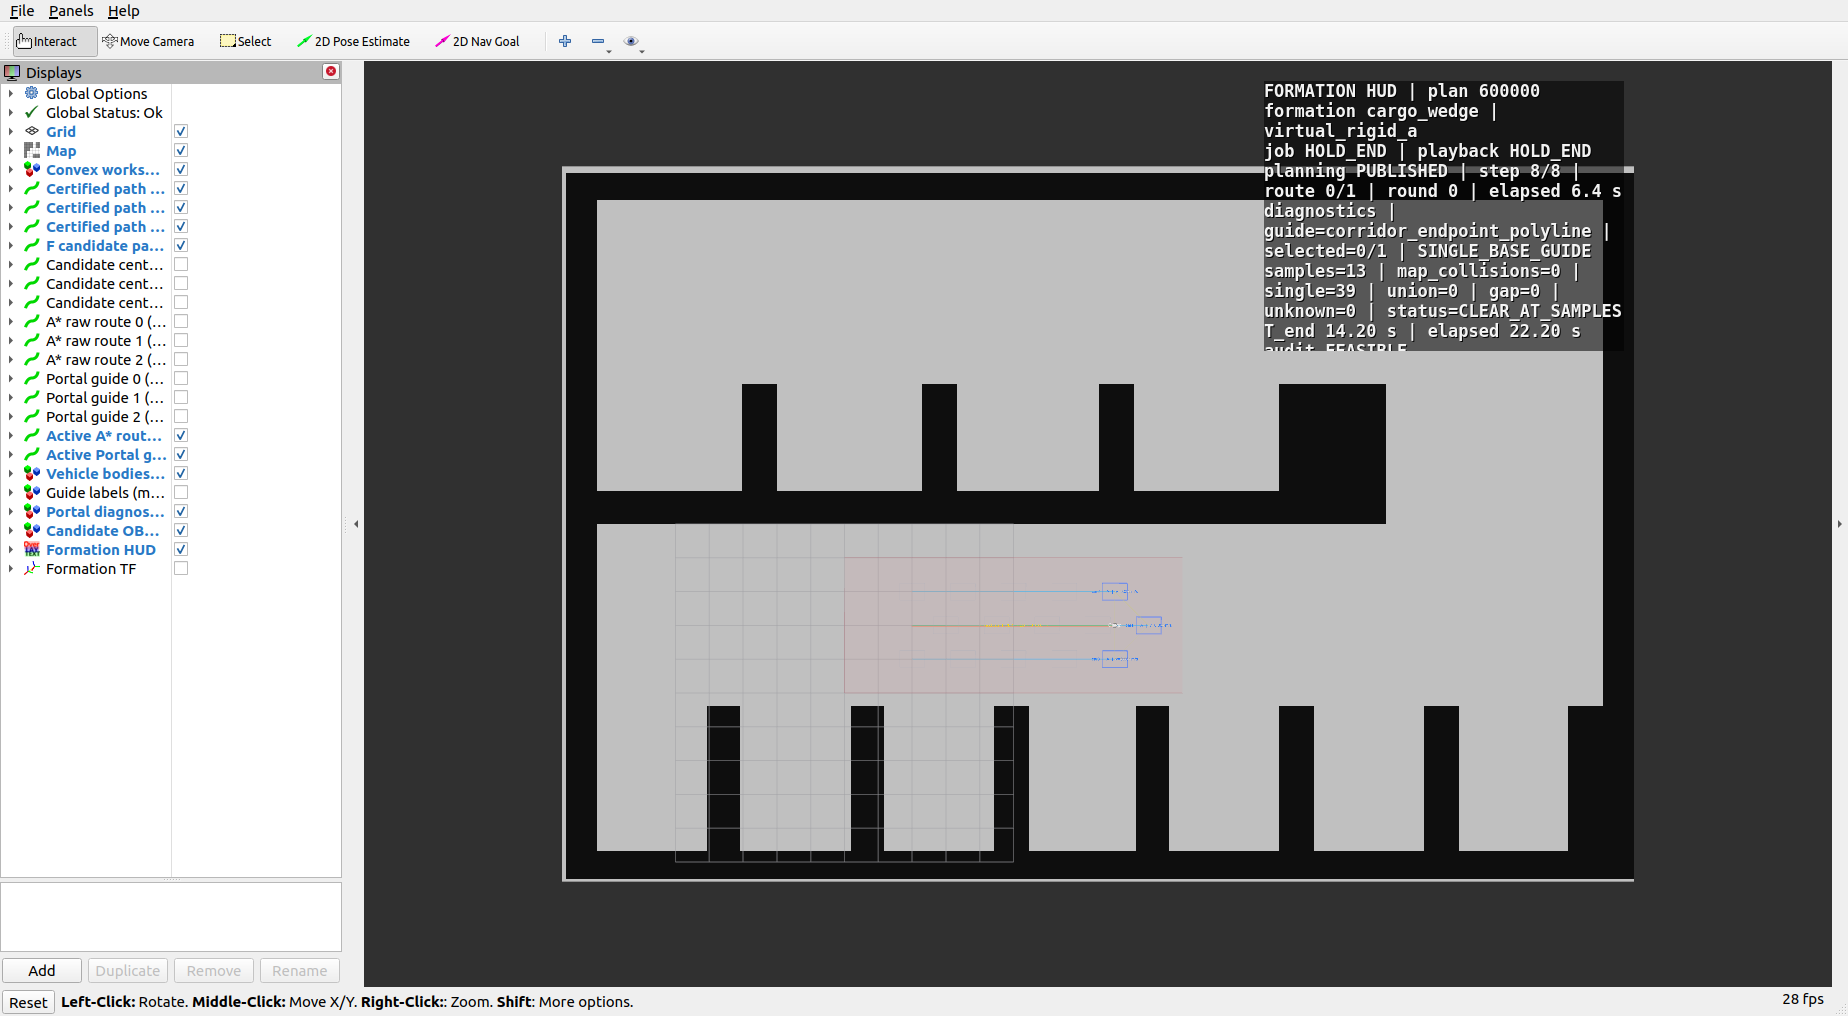 File Panels Help
Interact Move Camera Select 2D Pose Estimate 2D Nav Goal
Displays
Global Options
Global Status: Ok
Grid
Map
Convex works...
Certified path ...
Certified path ...
Certified path ...
F candidate pa...
Candidate cent...
Candidate cent...
Candidate cent...
A* raw route 0 (...
A* raw route 1 (...
A* raw route 2 (...
Portal guide 0 (...
Portal guide 1 (...
Portal guide 2 (...
Active A* rout...
Active Portal g...
Vehicle bodies...
Guide labels (m...
Portal diagnos...
Candidate OB...
Formation HUD
Formation TF
Add Duplicate Remove Rename
FORMATION HUD | plan 600000
formation cargo_wedge |
virtual_rigid_a
job HOLD_END | playback HOLD_END
planning PUBLISHED | step 8/8 |
route 0/1 | round 0 | elapsed 6.4 s
diagnostics |
guide=corridor_endpoint_polyline |
selected=0/1 | SINGLE_BASE_GUIDE
samples=13 | map_collisions=0 |
single=39 | union=0 | gap=0 |
unknown=0 | status=CLEAR_AT_SAMPLES
T_end 14.20 s | elapsed 22.20 s
audit FEASIBLE
Reset Left-Click: Rotate. Middle-Click: Move X/Y. Right-Click:: Zoom. Shift: More options. 28 fps